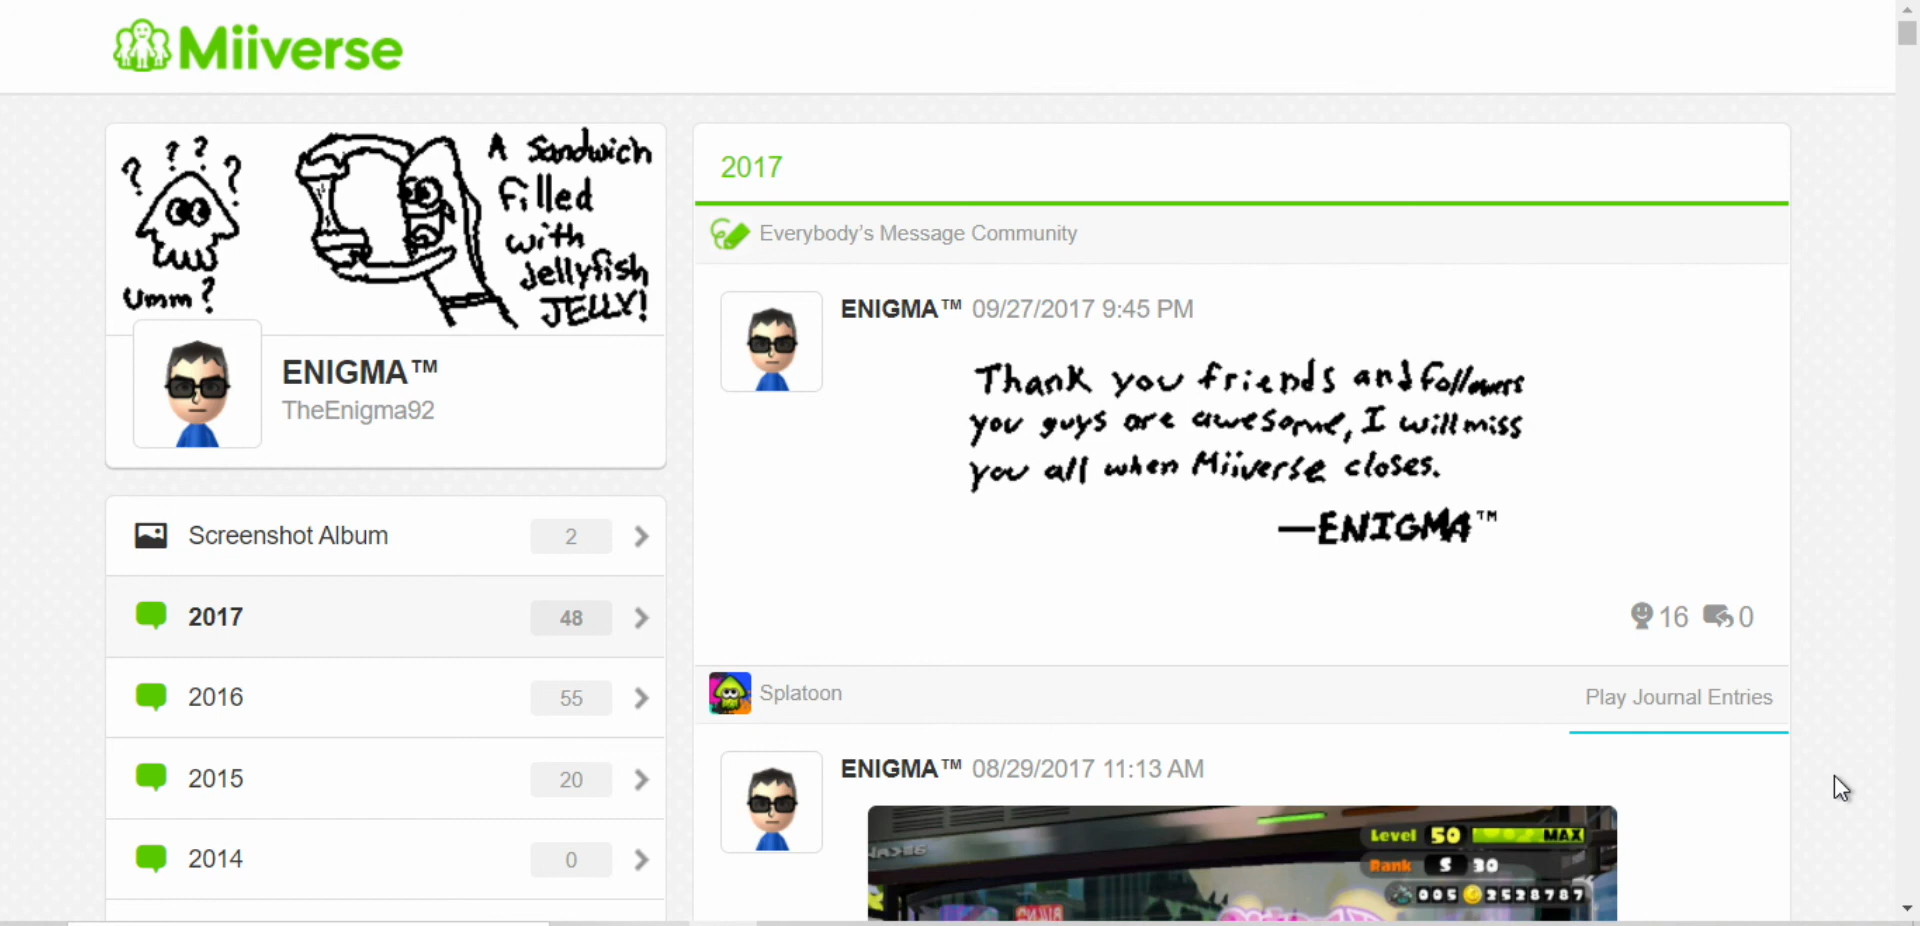 Miiverse
? ? ? ?
Umm?
A Sandwich
filled
with
Jellyfish
JELLY!
ENIGMA™
TheEnigma92
Screenshot Album 2
2017 48
2016 55
2015 20
2014 0
2017
Everybody's Message Community
ENIGMA™ 09/27/2017 9:45 PM
Thank you friends and followers
you guys are awesome, I will miss
you all when Miiverse closes.
—ENIGMA™
16 0
Splatoon
Play Journal Entries
ENIGMA™ 08/29/2017 11:13 AM
Level 50 MAX
Rank S 30
005 2528787